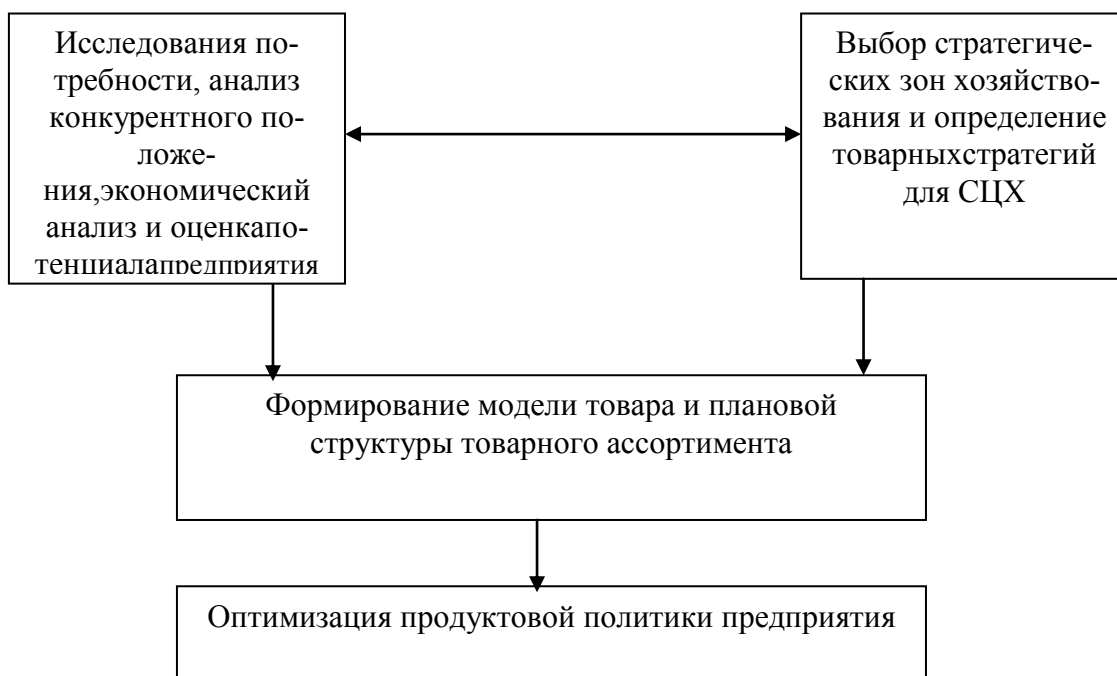 Исследования по-
требности, анализ
конкурентного по-
ложе-
ния,экономический
анализ и оценкапо-
тенциалапредприятия
Выбор стратегиче-
ских зон хозяйство-
вания и определение
товарныхстратегий
для СЦХ
Формирование модели товара и плановой
структуры товарного ассортимента
Оптимизация продуктовой политики предприятия